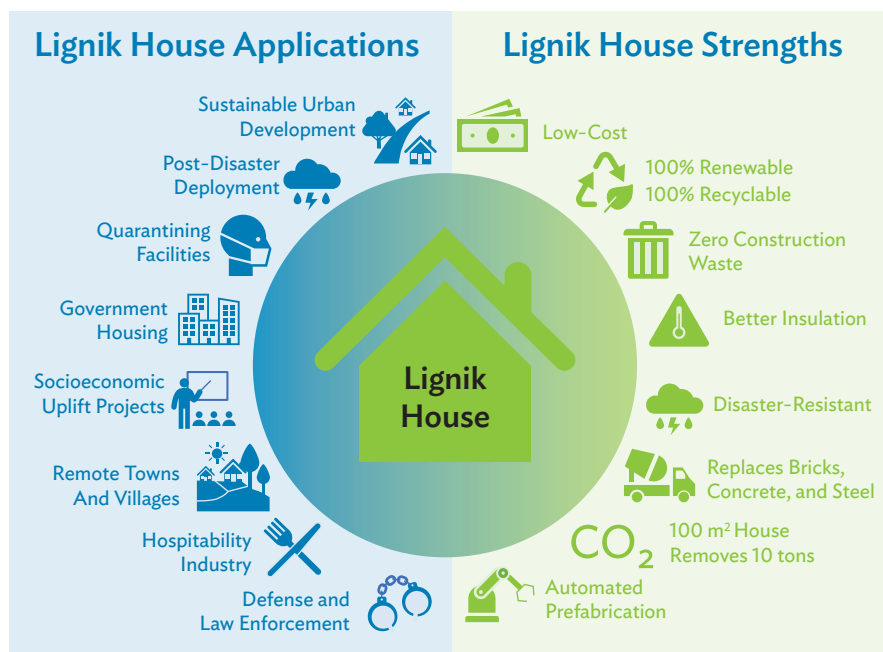 Lignik House Applications
Sustainable Urban
Development
Post-Disaster
Deployment
Quarantining
Facilities
Government
Housing
Socioeconomic
Uplift Projects
Remote Towns
And Villages
Hospitability
Industry
Defense and
Law Enforcement
Lignik
House
Lignik House Strengths
Low-Cost
100% Renewable
100% Recyclable
Zero Construction
Waste
Better Insulation
Disaster-Resistant
Replaces Bricks,
Concrete, and Steel
CO₂
100 m² House
Removes 10 tons
Automated
Prefabrication